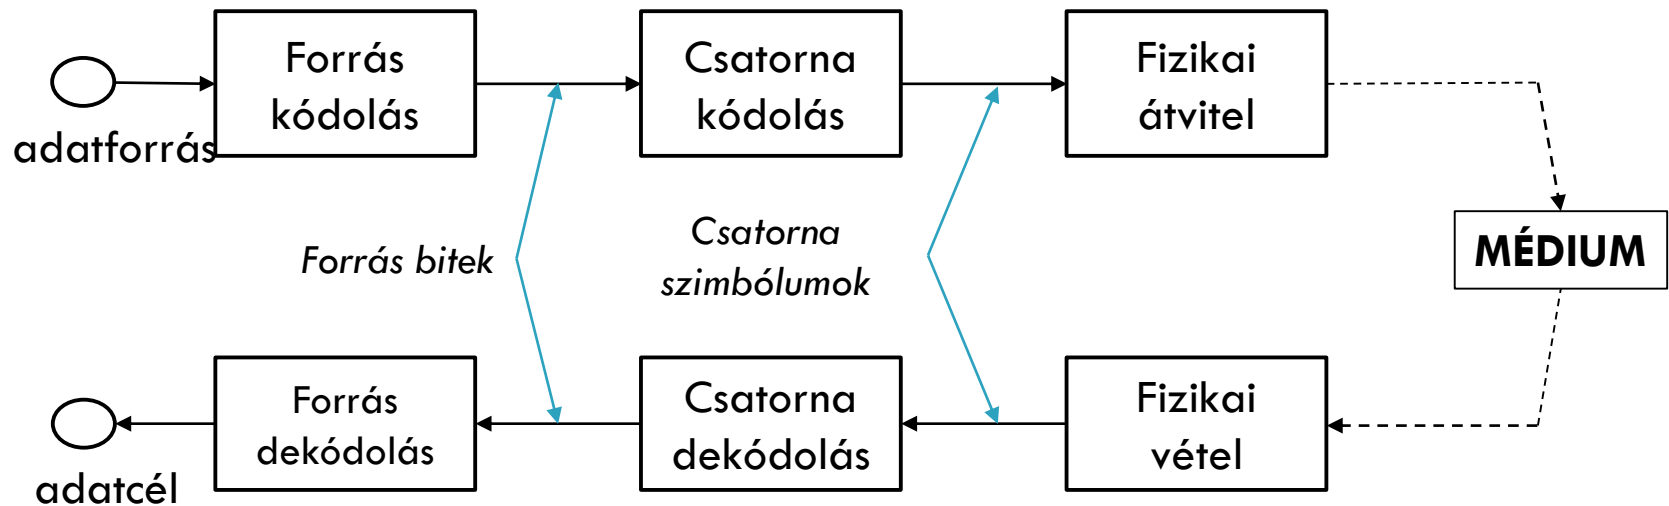 Forrás
kódolás
Csatorna
kódolás
Fizikai
átvitel
adatforrás
Forrás bitek
Csatorna
szimbólumok
MÉDIUM
Forrás
dekódolás
Csatorna
dekódolás
Fizikai
vétel
adatcél